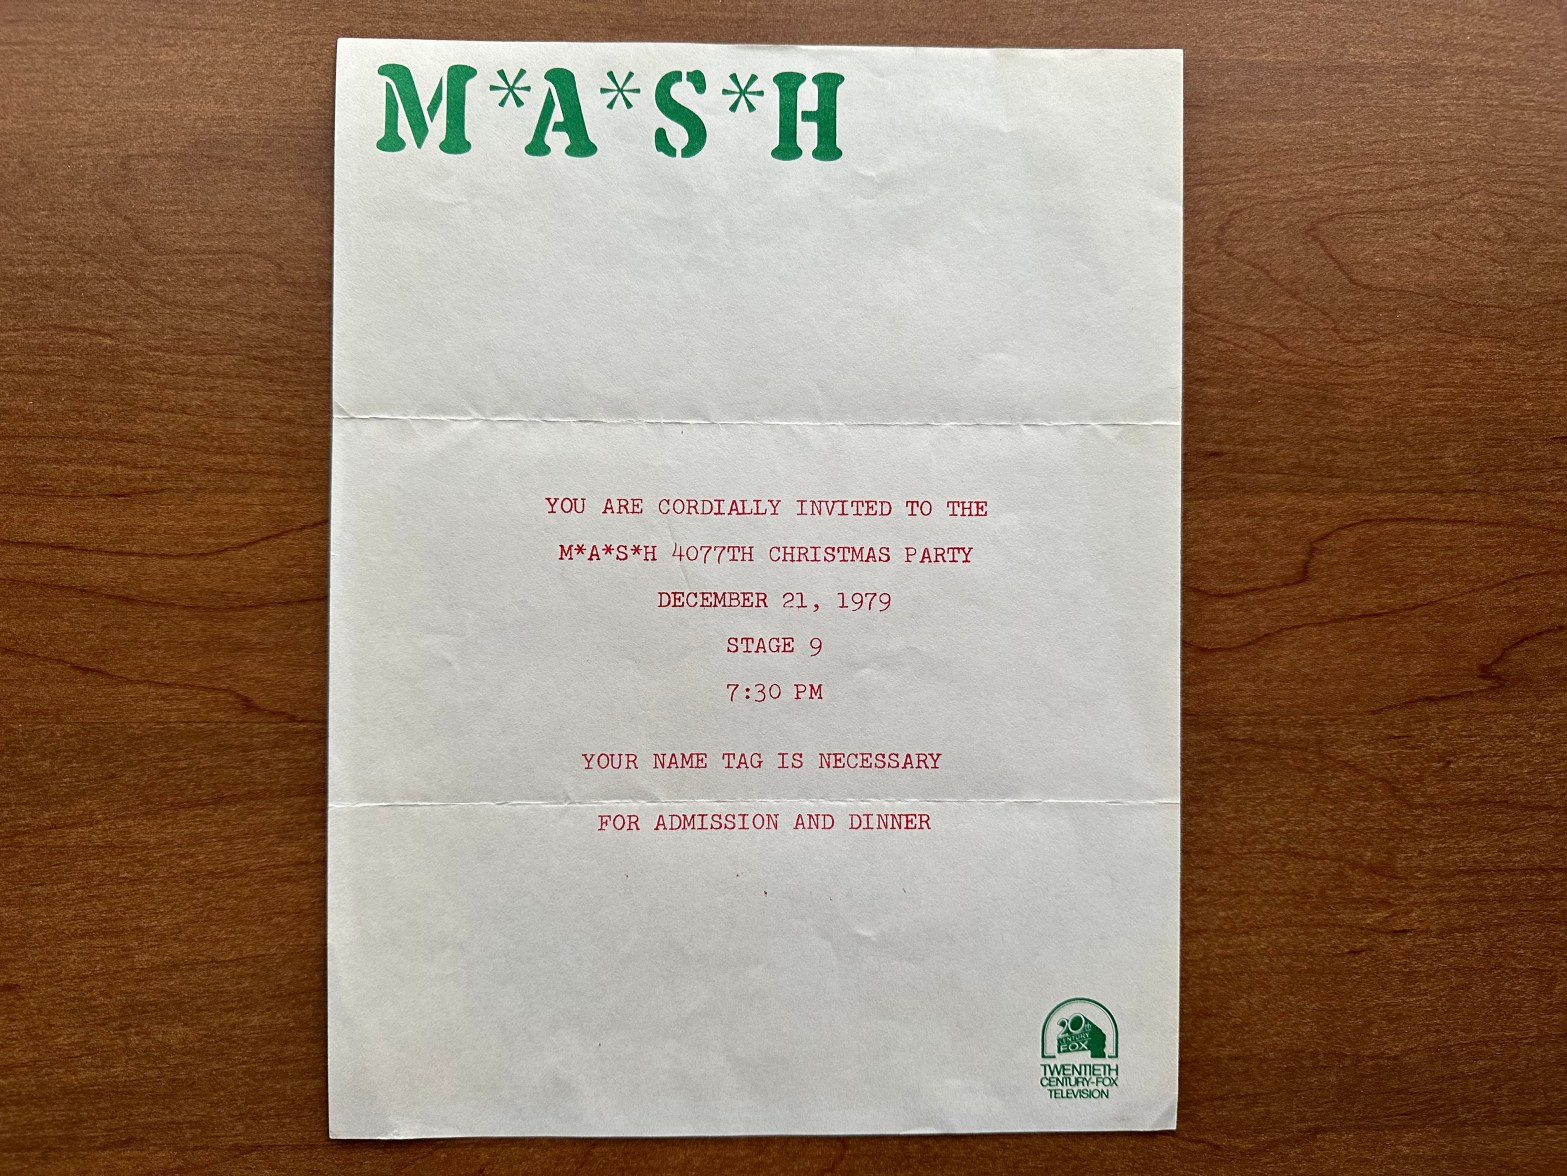 M*A*S*H
YOU ARE CORDIALLY INVITED TO THE
M*A*S*H 4077TH CHRISTMAS PARTY
DECEMBER 21, 1979
STAGE 9
7:30 PM
YOUR NAME TAG IS NECESSARY
FOR ADMISSION AND DINNER
20th
CENTURY
FOX
TWENTIETH
CENTURY-FOX
TELEVISION